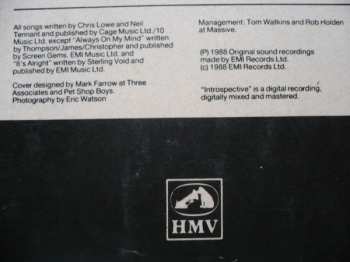 All songs written by Chris Lowe and Neil
Tennant and published by Cage Music Ltd./10
Music Ltd. except "Always On My Mind" written
by Thompson/James/Christopher and published
by Screen Gems. EMI Music Ltd. and
"It's Alright" written by Sterling Void and
published by EMI Music Ltd.
Cover designed by Mark Farrow at Three
Associates and Pet Shop Boys.
Photography by Eric Watson
Management: Tom Watkins and Rob Holden
at Massive.
(P) 1988 Original sound recordings
made by EMI Records Ltd.
(c) 1988 EMI Records Ltd.
"Introspective" is a digital recording,
digitally mixed and mastered.
HMV